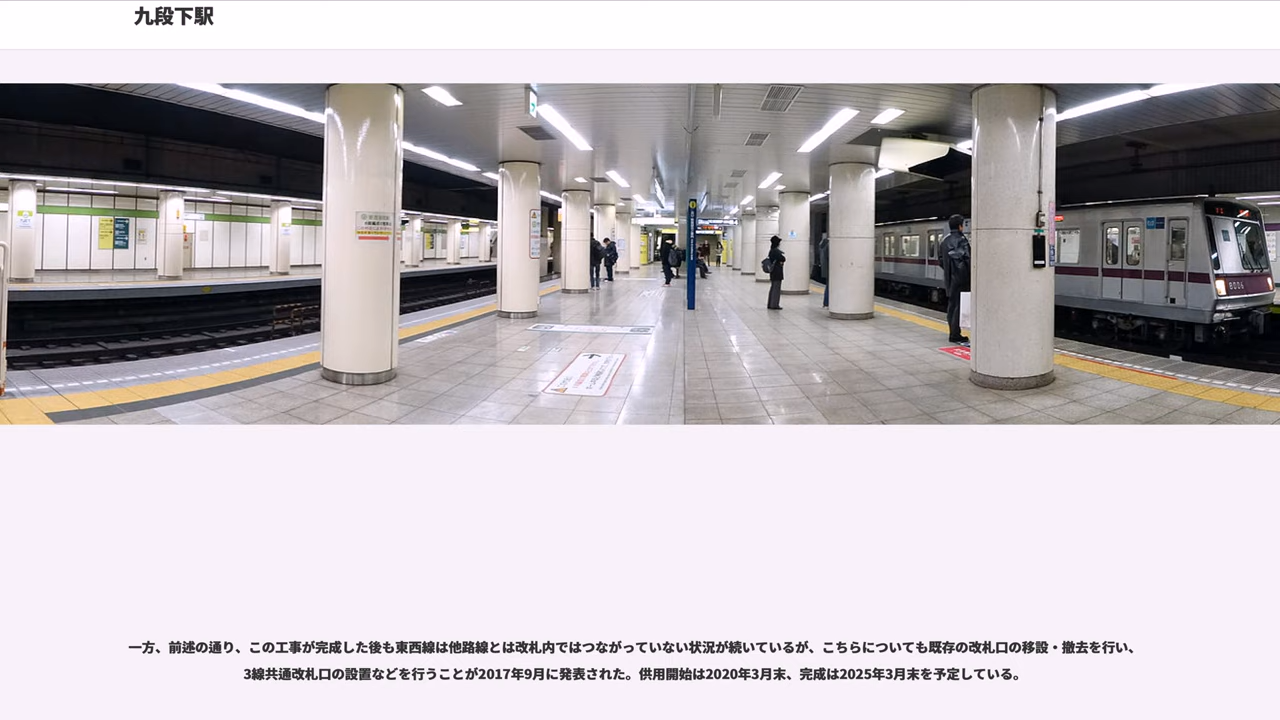 九段下駅
8006
一方、前述の通り、この工事が完成した後も東西線は他路線とは改札内ではつながっていない状況が続いているが、こちらについても既存の改札口の移設・撤去を行い、
3線共通改札口の設置などを行うことが2017年9月に発表された。供用開始は2020年3月末、完成は2025年3月末を予定している。